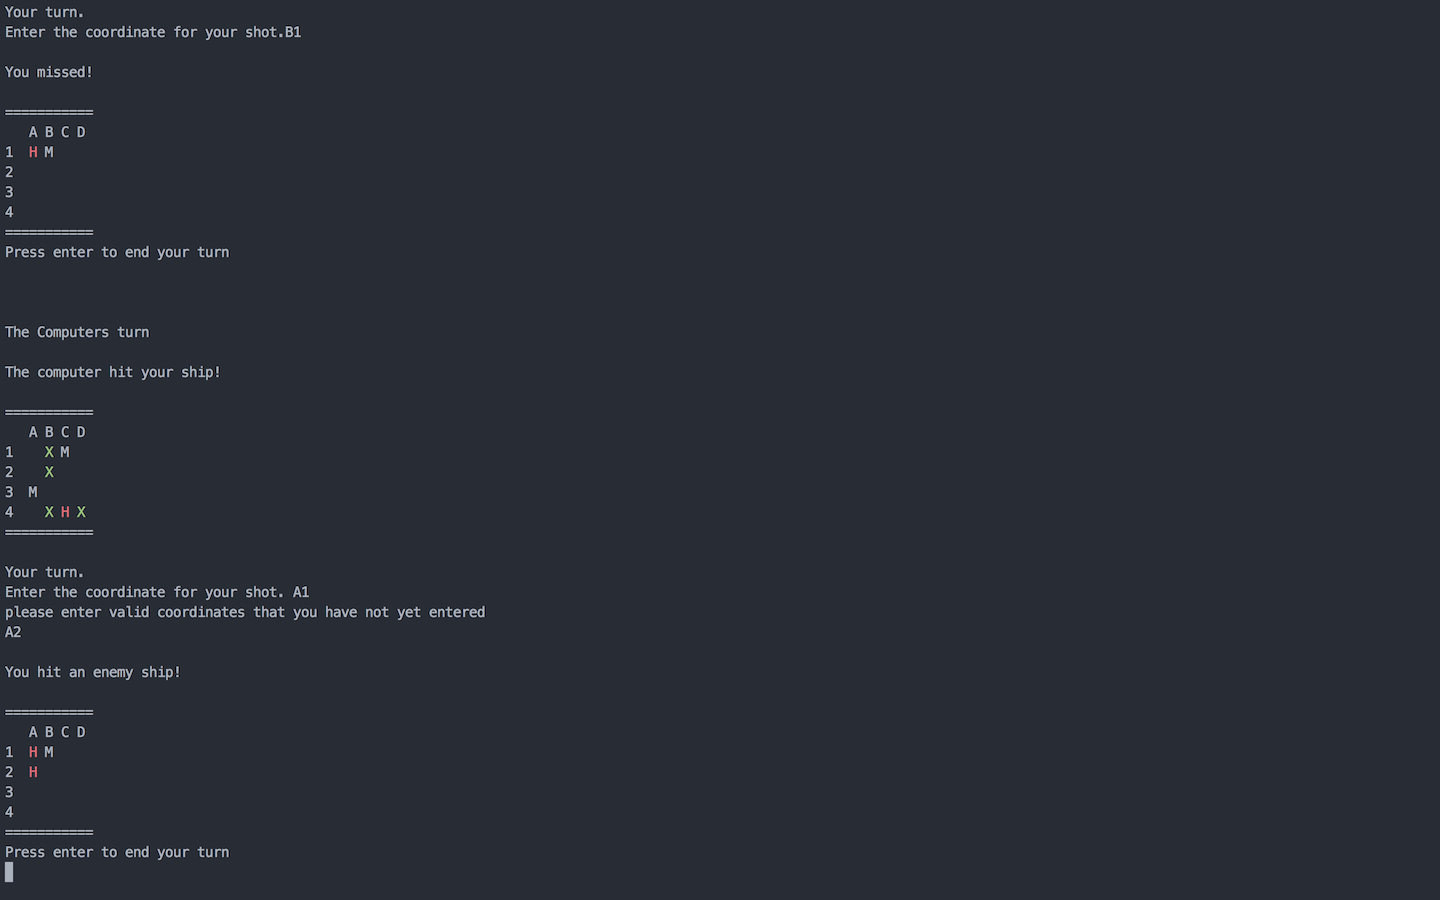 Your turn.
Enter the coordinate for your shot.B1
You missed!
===========
A B C D
1 H M
2
3
4
===========
Press enter to end your turn
The Computers turn
The computer hit your ship!
===========
A B C D
1 X M
2 X
3 M
4 X H X
===========
Your turn.
Enter the coordinate for your shot. A1
please enter valid coordinates that you have not yet entered
A2
You hit an enemy ship!
===========
A B C D
1 H M
2 H
3
4
===========
Press enter to end your turn